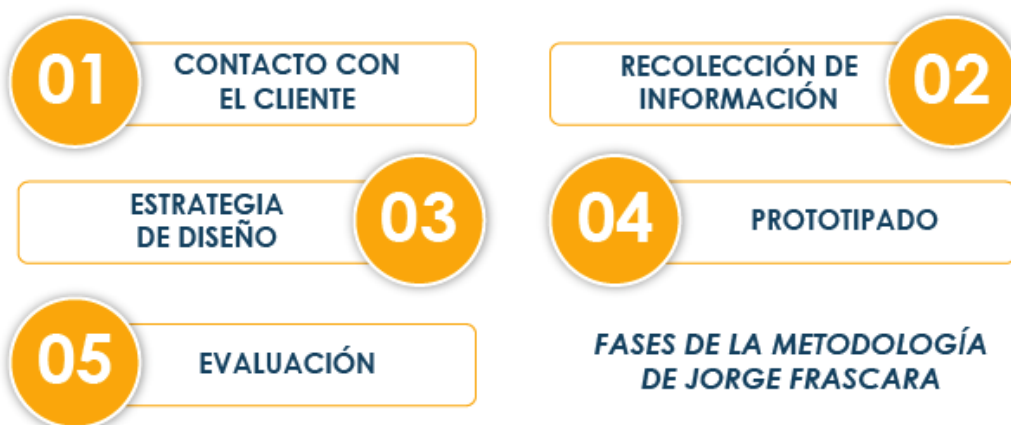 01
CONTACTO CON
EL CLIENTE
RECOLECCIÓN DE
INFORMACIÓN
02
ESTRATEGIA
DE DISEÑO
03
04
PROTOTIPADO
05
EVALUACIÓN
FASES DE LA METODOLOGÍA
DE JORGE FRASCARA